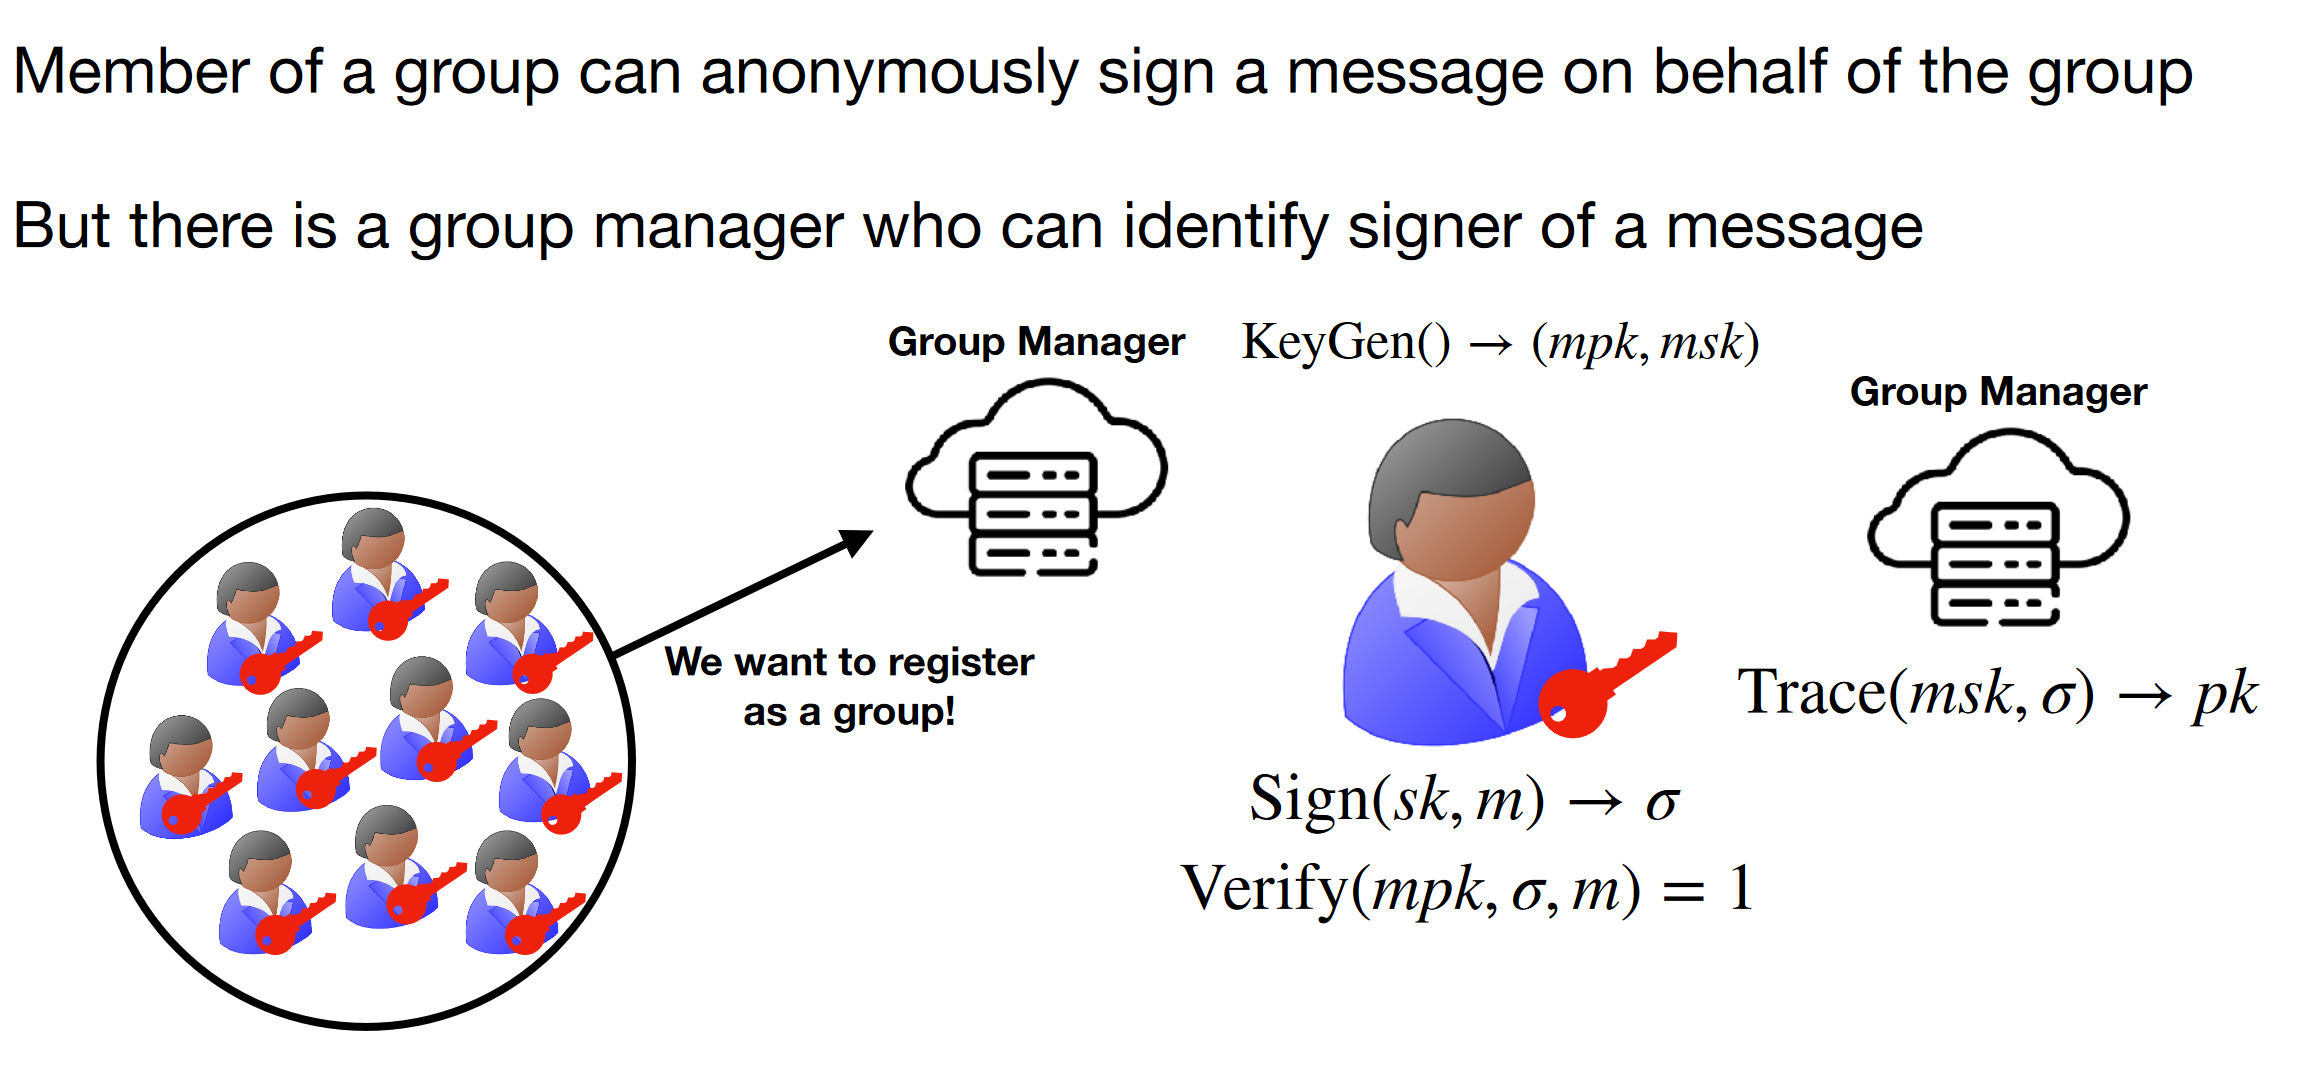 Member of a group can anonymously sign a message on behalf of the group
But there is a group manager who can identify signer of a message
Group Manager
KeyGen() → (mpk, msk)
Group Manager
We want to register
as a group!
Trace(msk, σ) → pk
Sign(sk, m) → σ
Verify(mpk, σ, m) = 1